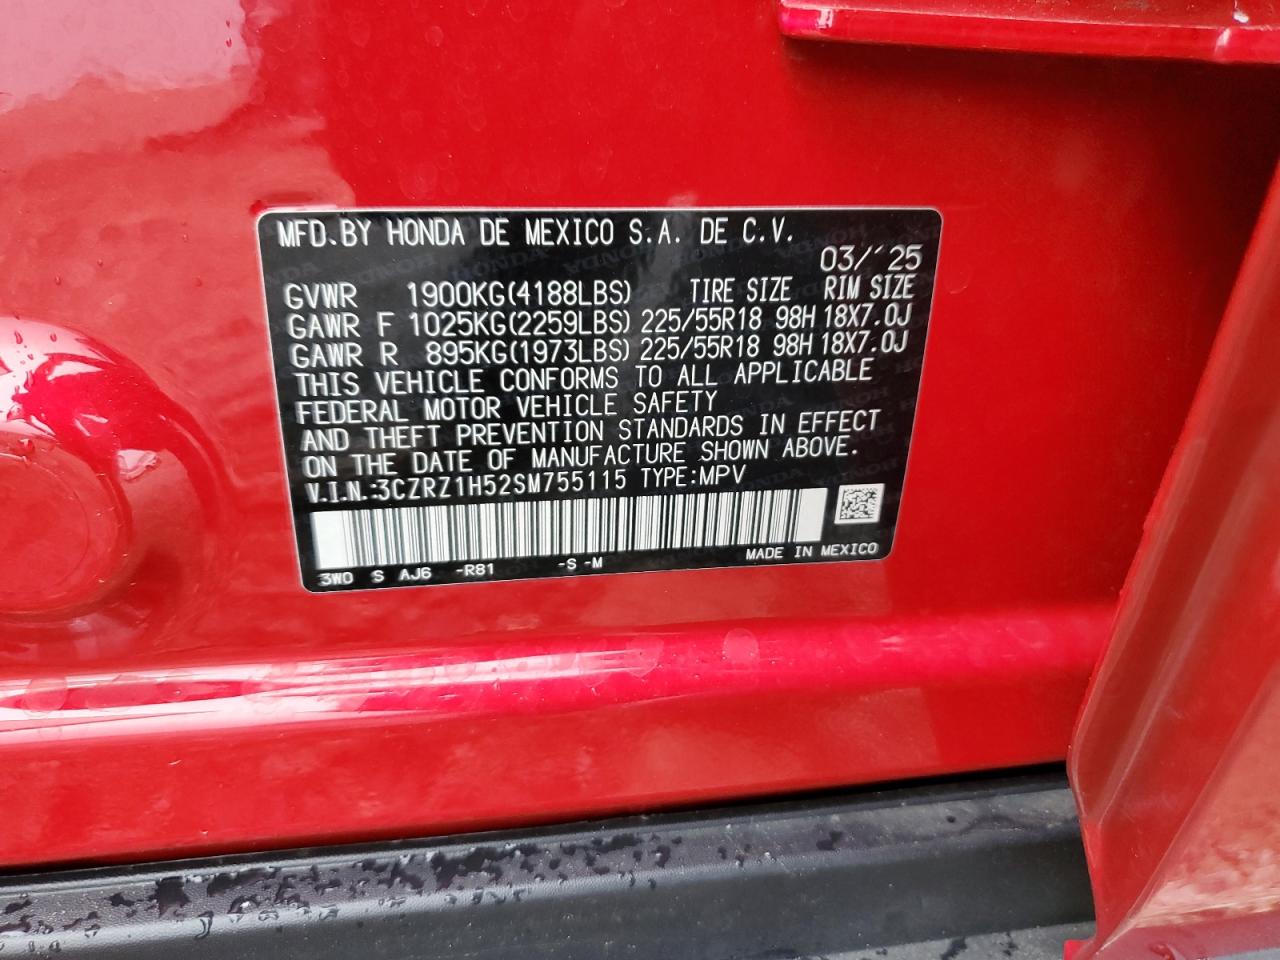 MFD. BY HONDA DE MEXICO S.A. DE C.V.
03/´25
GVWR 1900KG(4188LBS) TIRE SIZE RIM SIZE
GAWR F 1025KG(2259LBS) 225/55R18 98H 18X7.0J
GAWR R 895KG(1973LBS) 225/55R18 98H 18X7.0J
THIS VEHICLE CONFORMS TO ALL APPLICABLE
FEDERAL MOTOR VEHICLE SAFETY
AND THEFT PREVENTION STANDARDS IN EFFECT
ON THE DATE OF MANUFACTURE SHOWN ABOVE.
V.I.N.:3CZRZ1H52SM755115 TYPE:MPV
MADE IN MEXICO
3W0 S AJ6 -R81 -S -M